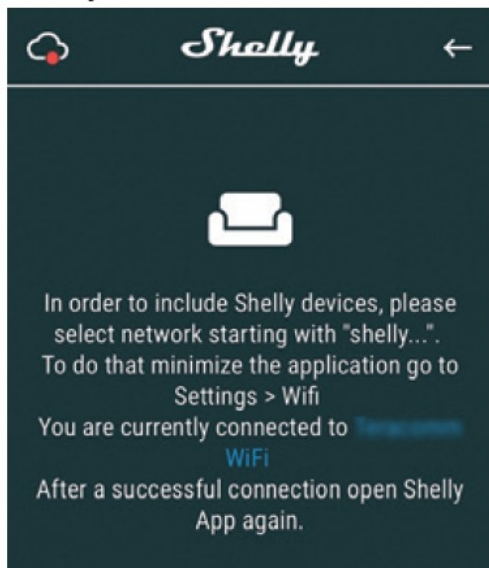 Shelly
In order to include Shelly devices, please
select network starting with "shelly...".
To do that minimize the application go to
Settings > Wifi
You are currently connected to
WiFi
After a successful connection open Shelly
App again.